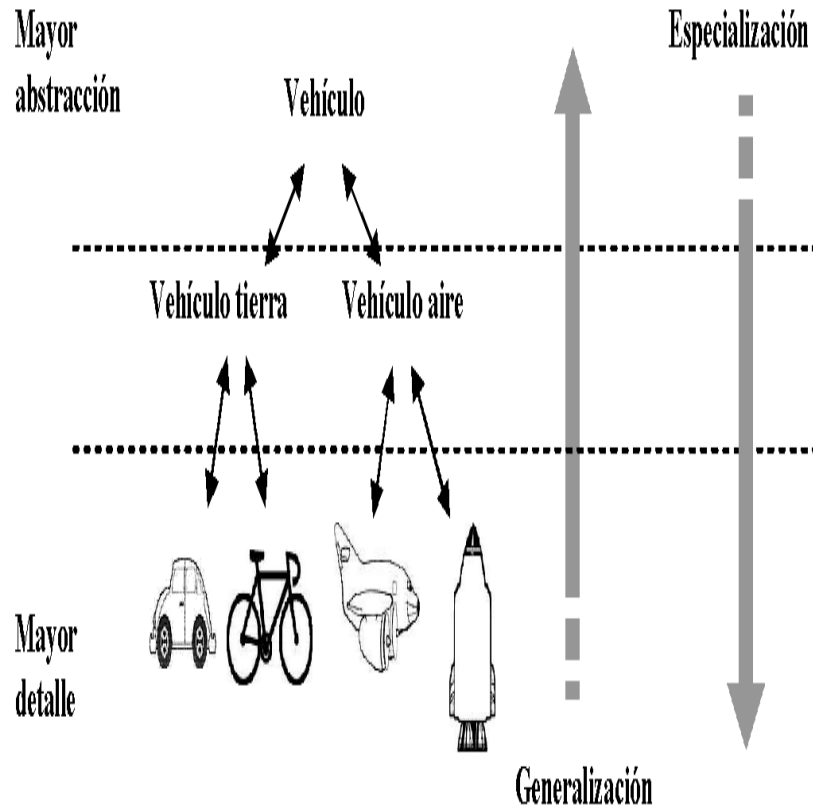 Mayor
abstracción
Especialización
Vehículo
Vehículo tierra
Vehículo aire
Mayor
detalle
Generalización